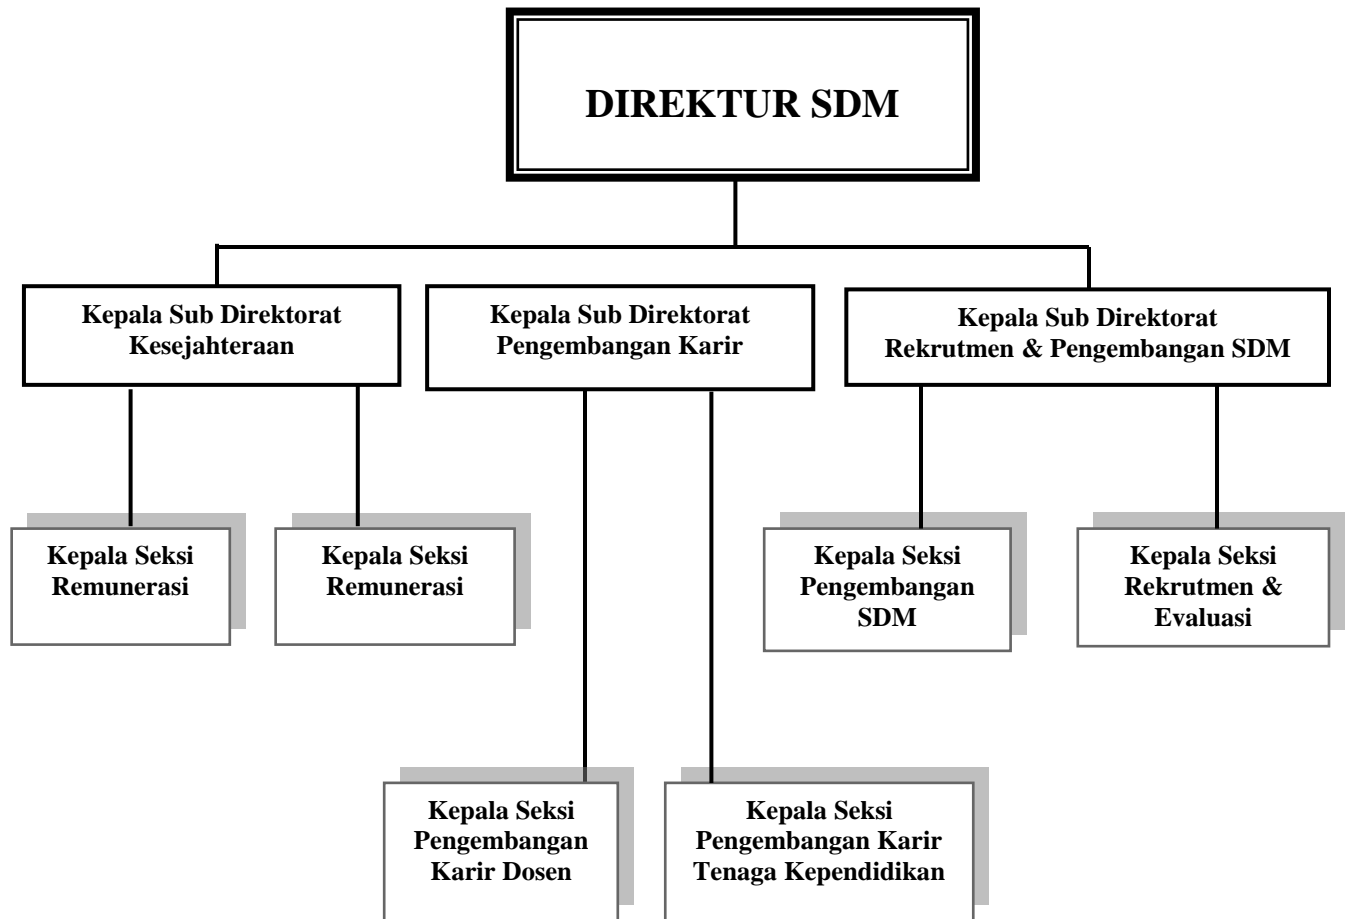 DIREKTUR SDM
Kepala Sub Direktorat
Kesejahteraan
Kepala Sub Direktorat
Pengembangan Karir
Kepala Sub Direktorat
Rekrutmen & Pengembangan SDM
Kepala Seksi
Remunerasi
Kepala Seksi
Remunerasi
Kepala Seksi
Pengembangan
SDM
Kepala Seksi
Rekrutmen &
Evaluasi
Kepala Seksi
Pengembangan
Karir Dosen
Kepala Seksi
Pengembangan Karir
Tenaga Kependidikan